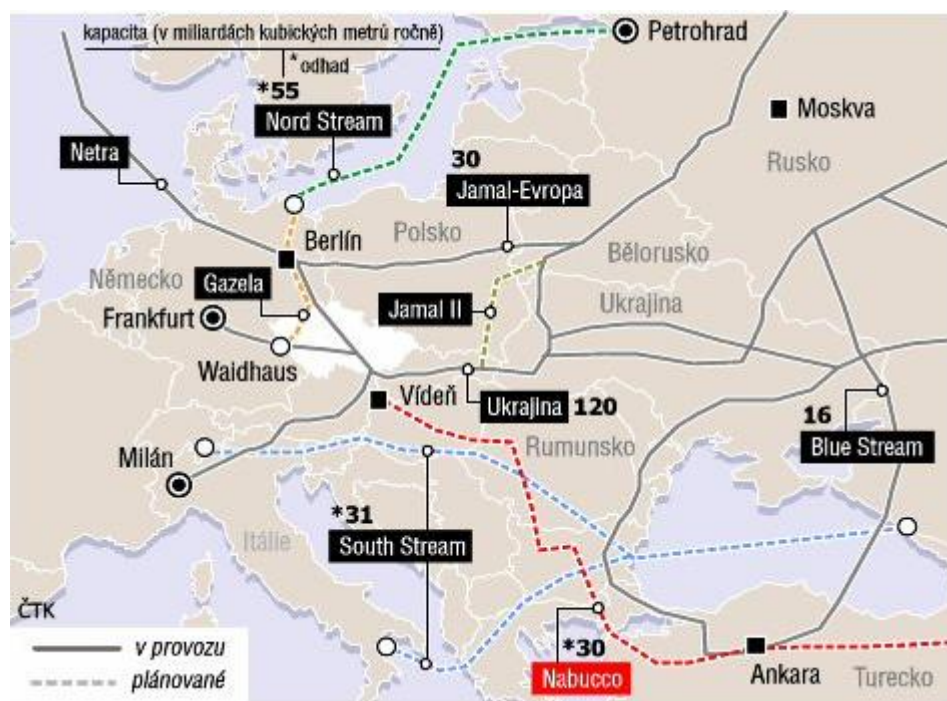 kapacita (v miliardách kubických metrů ročně)
*odhad
Petrohrad
*55
Nord Stream
Moskva
Netra
30
Jamal-Evropa
Rusko
Berlín
Polsko
Bělorusko
Německo
Gazela
Jamal II
Ukrajina
Frankfurt
Waidhaus
Vídeň
Ukrajina 120
Rumunsko
16
Blue Stream
Milán
*31
South Stream
Itálie
ČTK
v provozu
plánované
*30
Nabucco
Ankara
Turecko